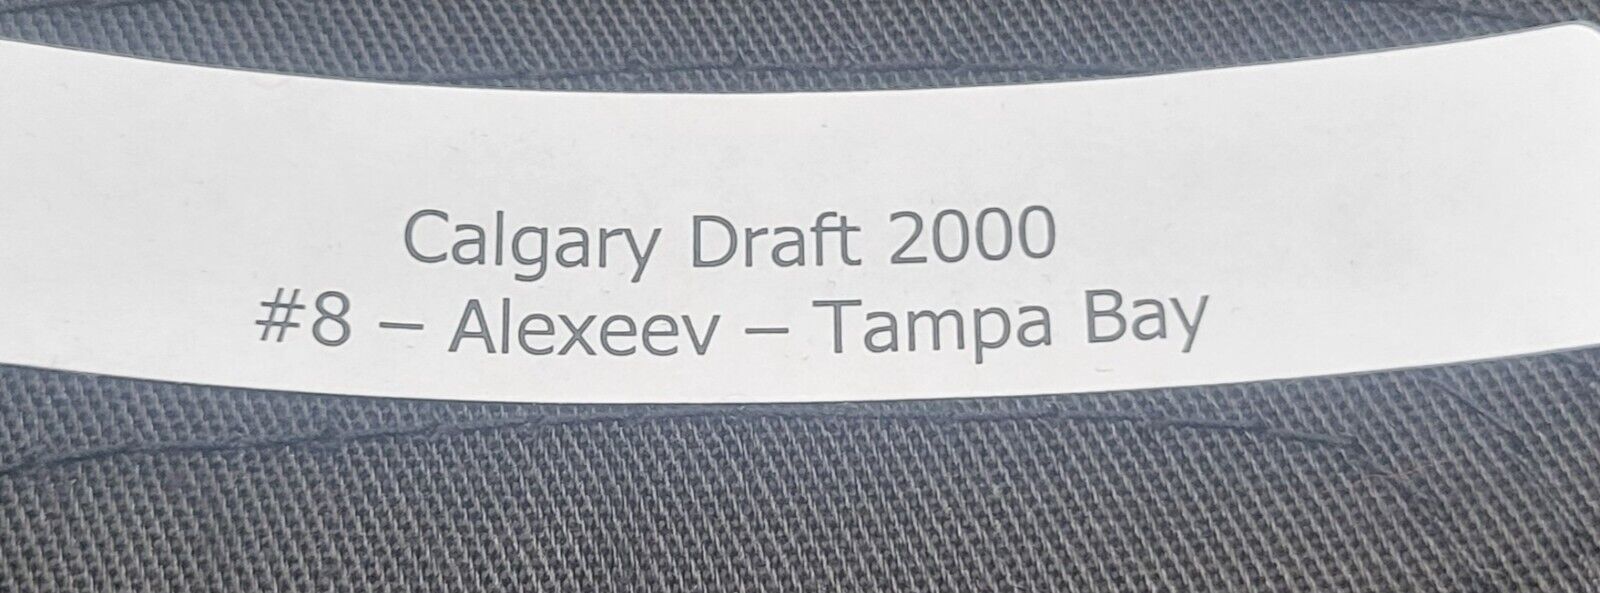 Calgary Draft 2000
#8 – Alexeev – Tampa Bay